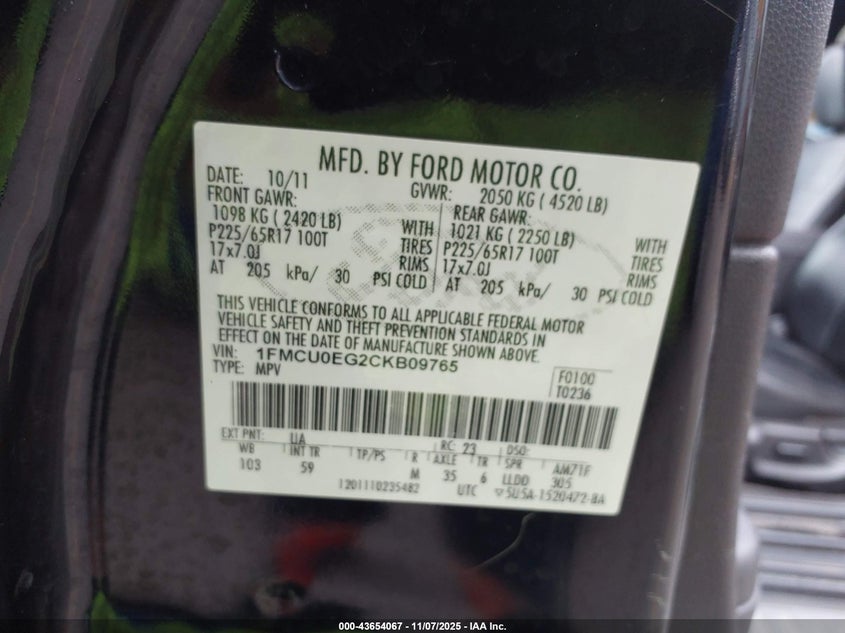 MFD. BY FORD MOTOR CO.
DATE: 10/11 GVWR: 2050 KG ( 4520 LB)
FRONT GAWR: REAR GAWR:
1098 KG ( 2420 LB) WITH 1021 KG ( 2250 LB) WITH
P225/65R17 100T TIRES P225/65R17 100T TIRES
17x7.0J RIMS 17x7.0J RIMS
AT 205 kPa/ 30 PSI COLD AT 205 kPa/ 30 PSI COLD
THIS VEHICLE CONFORMS TO ALL APPLICABLE FEDERAL MOTOR
VEHICLE SAFETY AND THEFT PREVENTION STANDARDS IN
EFFECT ON THE DATE OF MANUFACTURE SHOWN ABOVE.
VIN: 1FMCU0EG2CKB09765
TYPE: MPV
F0100
T0236
EXT PNT: UA RC: 23 DSO:
WB INT TR TP/PS R AXLE TR SPR AM71F
103 59 M 35 6 LLDD 305
1201110235482 UTC ▽5U5A-1520472-BA
000-43654067 - 11/07/2025 - IAA Inc.